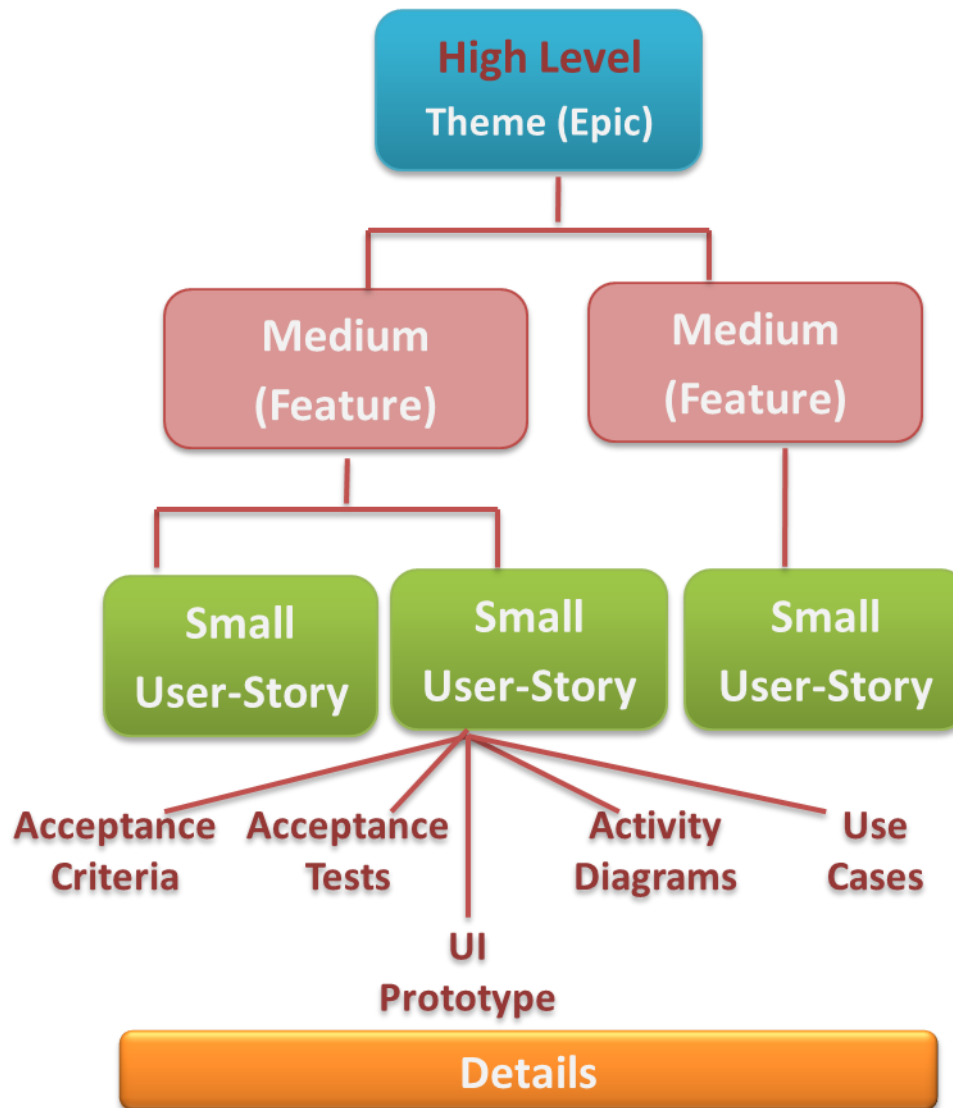 High Level
Theme (Epic)
Medium
(Feature)
Medium
(Feature)
Small
User-Story
Small
User-Story
Small
User-Story
Acceptance
Criteria
Acceptance
Tests
UI
Prototype
Activity
Diagrams
Use
Cases
Details